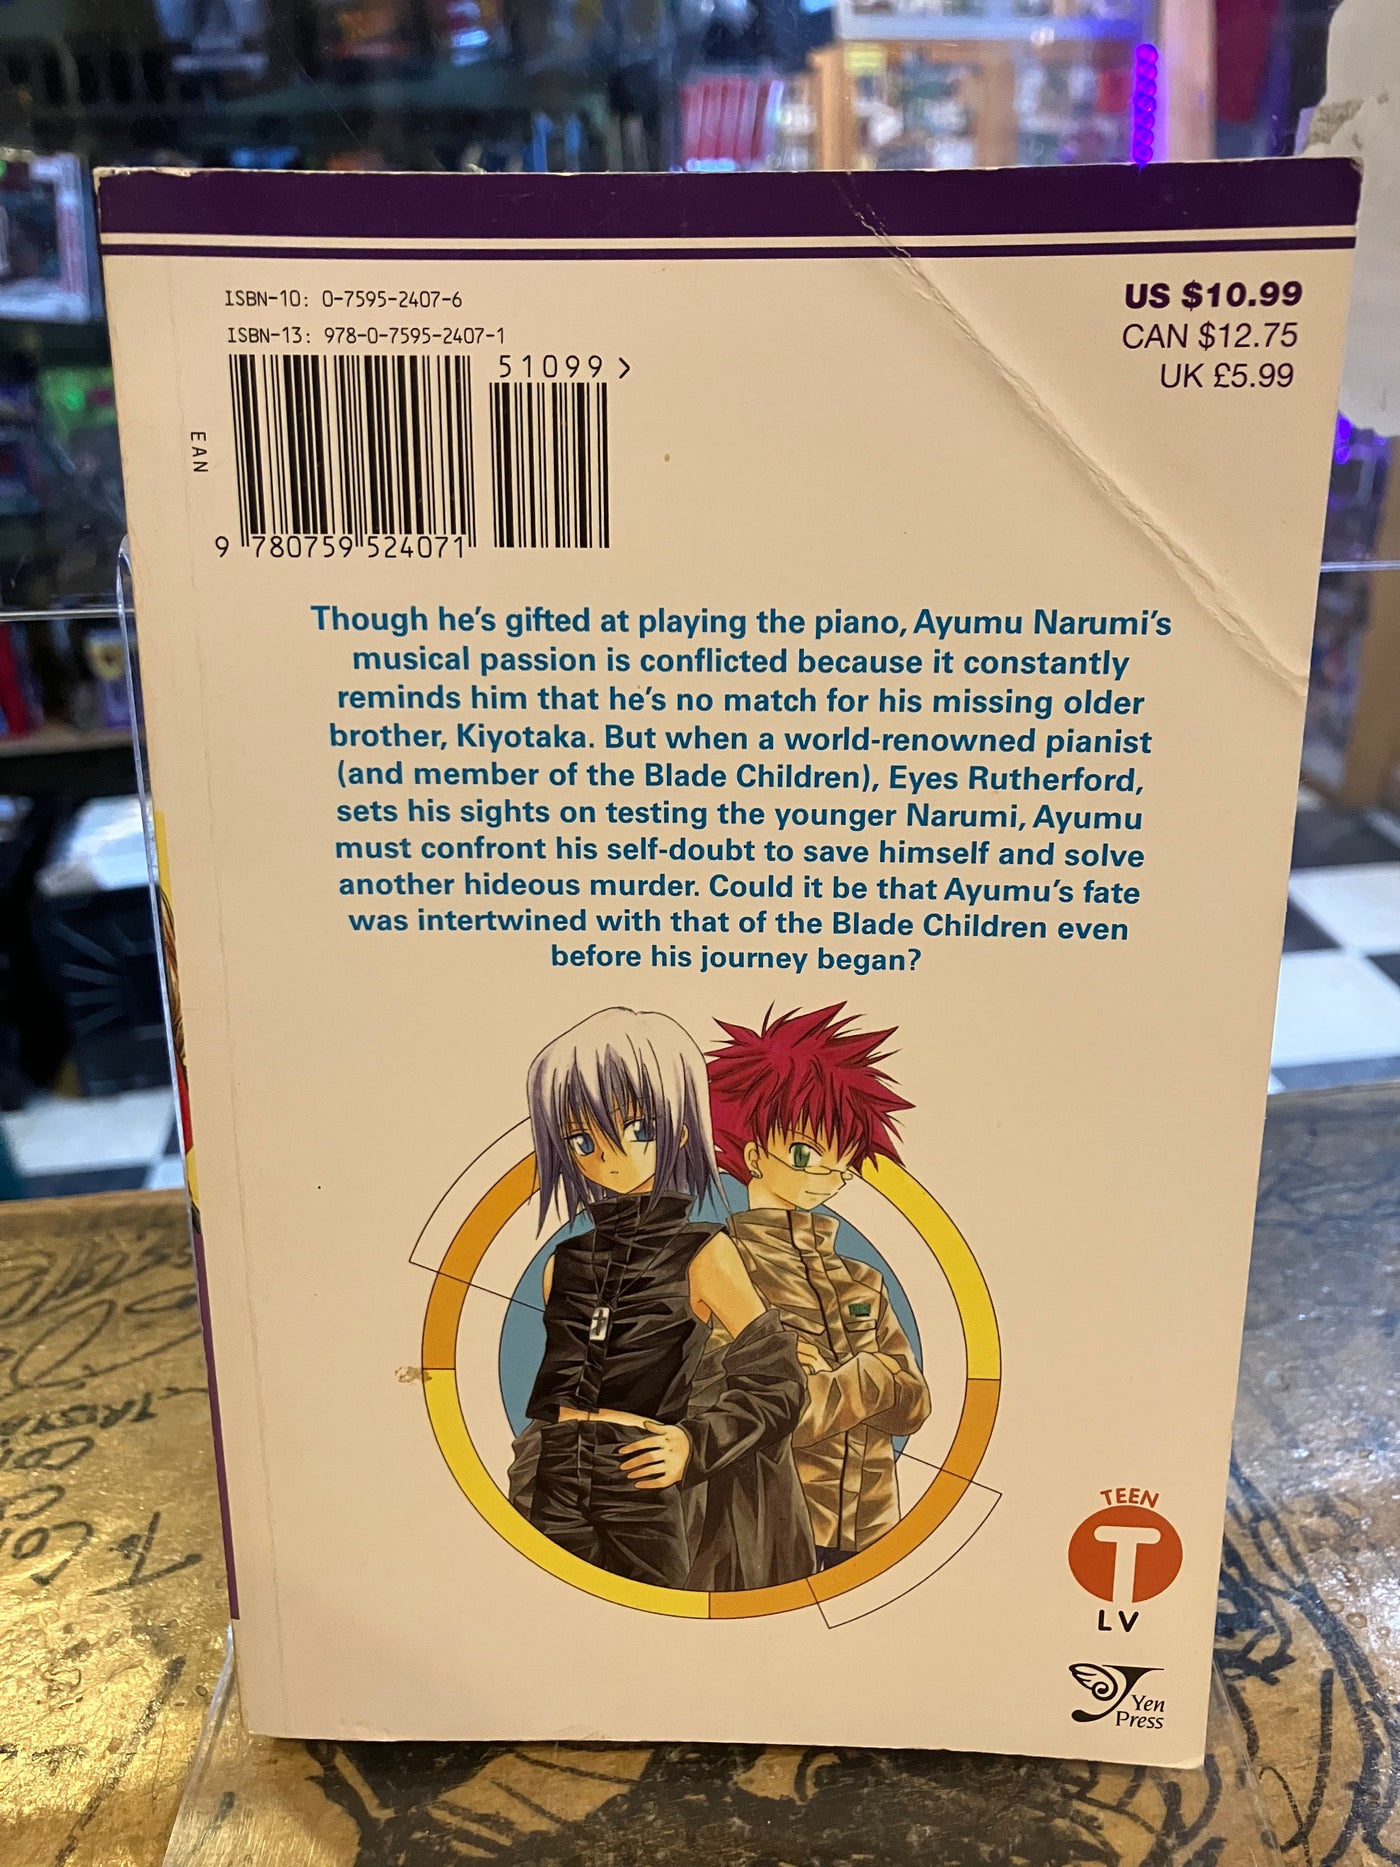 ISBN-10: 0-7595-2407-6
ISBN-13: 978-0-7595-2407-1
51099 >
EAN
9 780759 524071
US $10.99
CAN $12.75
UK £5.99
Though he's gifted at playing the piano, Ayumu Narumi's
musical passion is conflicted because it constantly
reminds him that he's no match for his missing older
brother, Kiyotaka. But when a world-renowned pianist
(and member of the Blade Children), Eyes Rutherford,
sets his sights on testing the younger Narumi, Ayumu
must confront his self-doubt to save himself and solve
another hideous murder. Could it be that Ayumu's fate
was intertwined with that of the Blade Children even
before his journey began?
TEEN
T
LV
Yen
Press